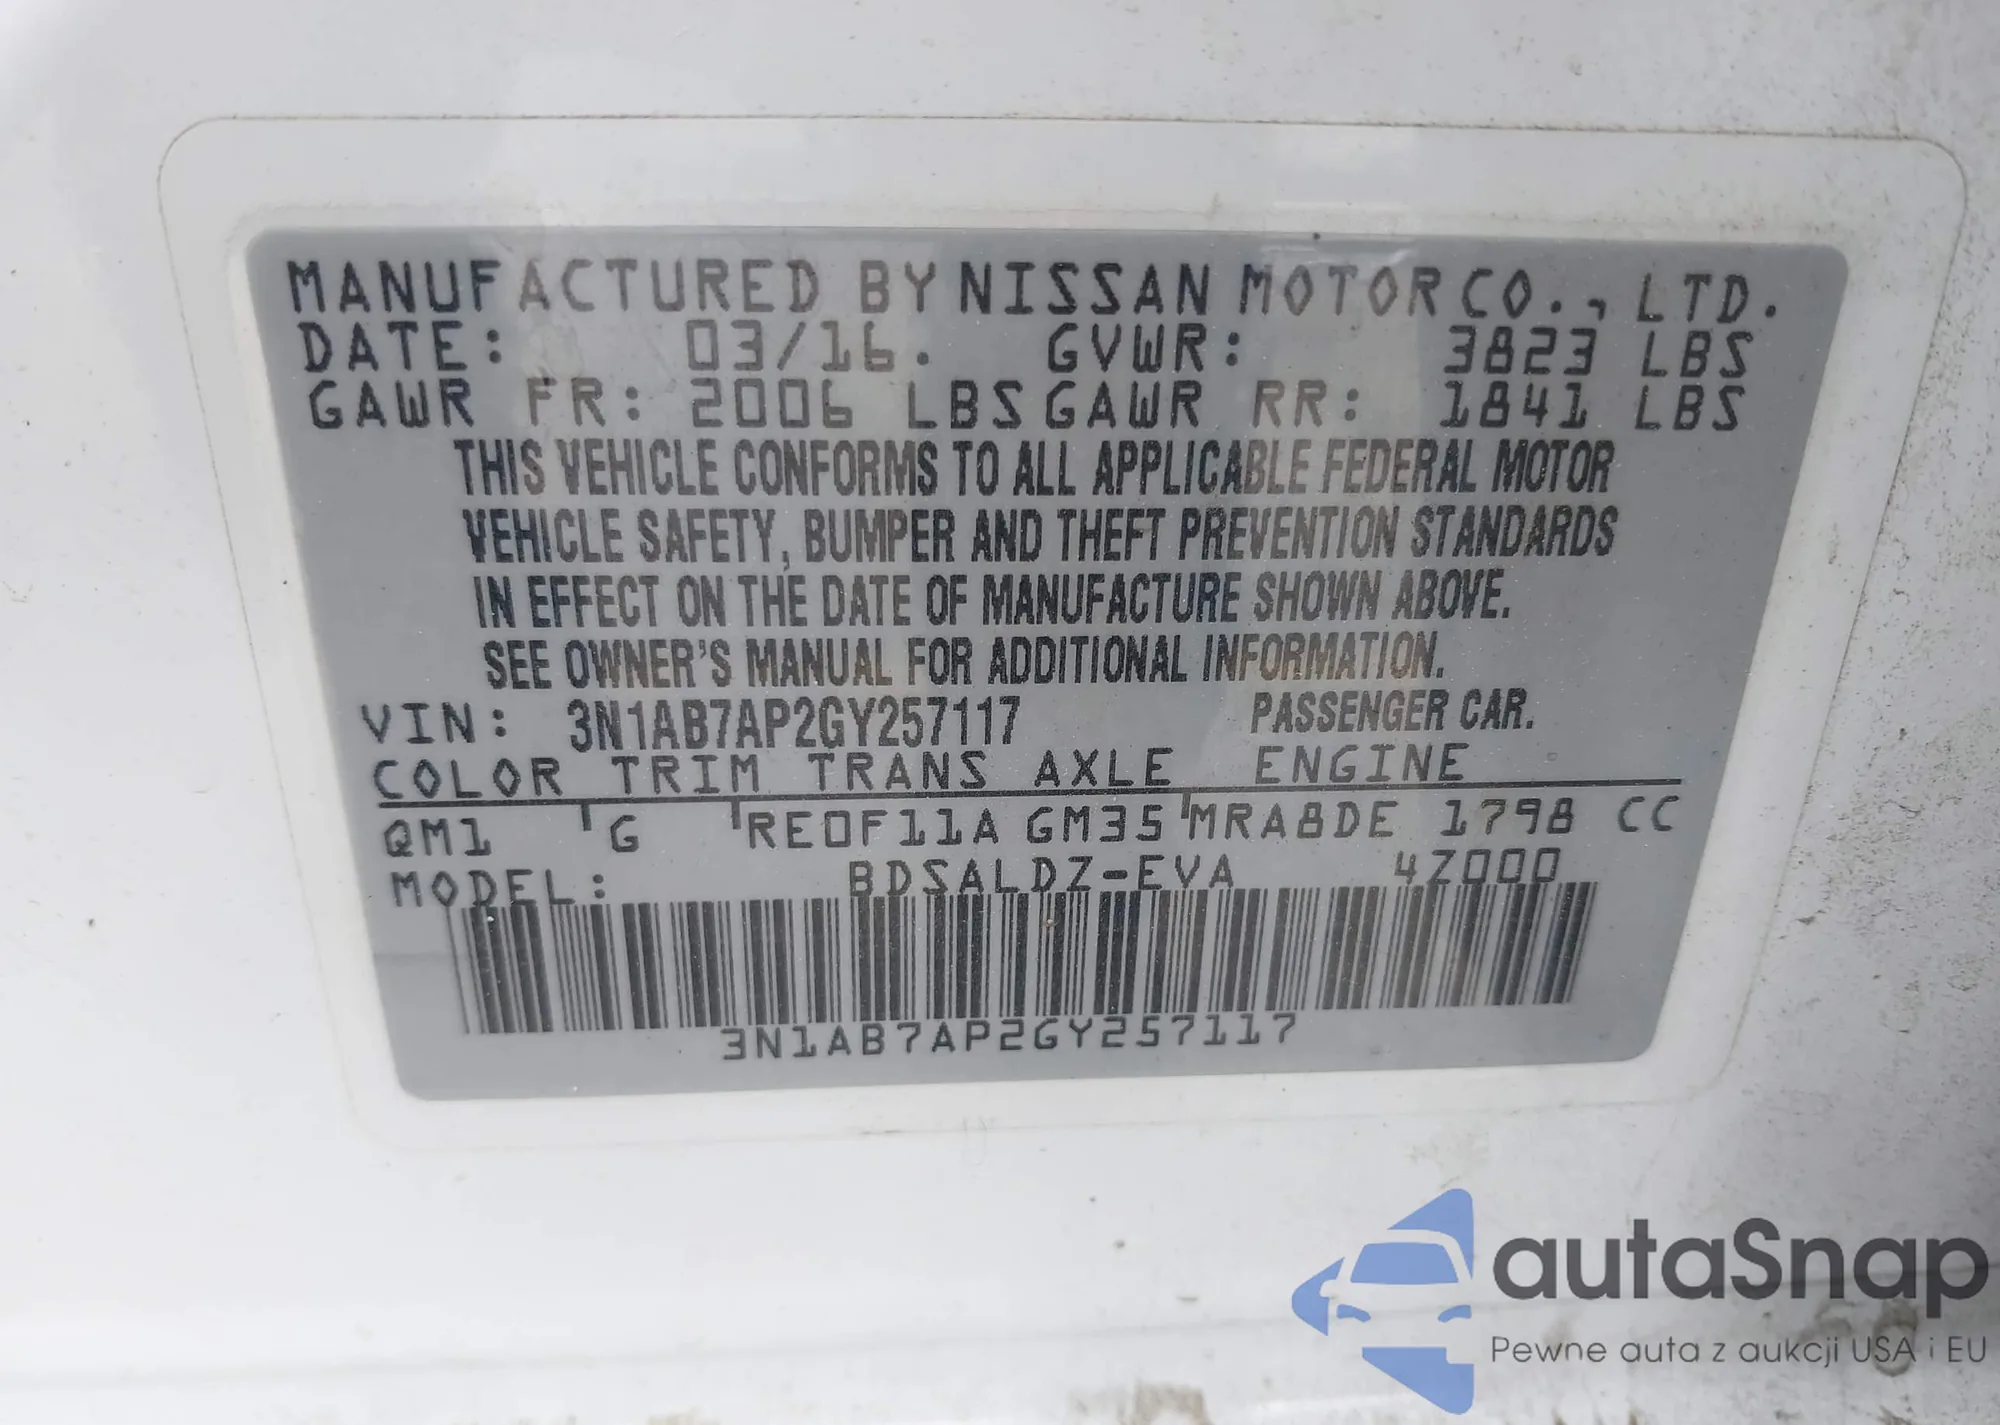 MANUFACTURED BY NISSAN MOTOR CO., LTD.
DATE: 03/16. GVWR: 3823 LBS
GAWR FR: 2006 LBS GAWR RR: 1841 LBS
THIS VEHICLE CONFORMS TO ALL APPLICABLE FEDERAL MOTOR
VEHICLE SAFETY, BUMPER AND THEFT PREVENTION STANDARDS
IN EFFECT ON THE DATE OF MANUFACTURE SHOWN ABOVE.
SEE OWNER'S MANUAL FOR ADDITIONAL INFORMATION.
VIN: 3N1AB7AP2GY257117 PASSENGER CAR.
COLOR TRIM TRANS AXLE ENGINE
QM1 G RE0F11A GM35 MRA8DE 1798 CC
MODEL: BDSALDZ-EVA 4Z000
3N1AB7AP2GY257117
autaSnap
Pewne auta z aukcji USA i EU